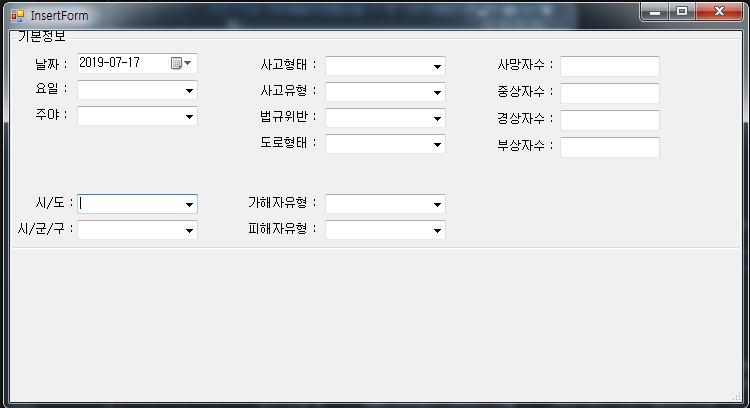 InsertForm
기본정보
날짜 : 2019-07-17 사고형태 : 사망자수 :
요일 : 사고유형 : 중상자수 :
주야 : 법규위반 : 경상자수 :
도로형태 : 부상자수 :
시/도 : 가해자유형 :
시/군/구 : 피해자유형 :